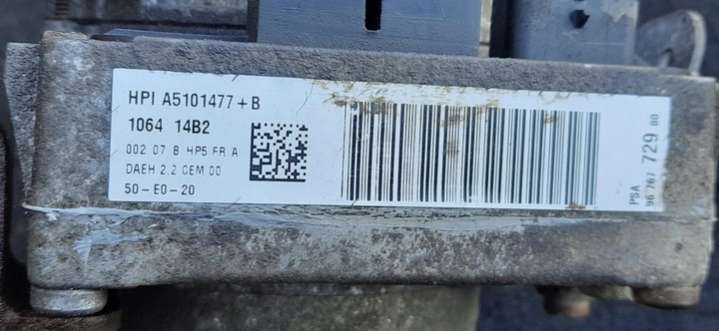 HPI A5101477+B
1064 14B2
002 07 B HP5 FR A
DAEH 2.2 CEM 00
50-E0-20
PSA
96 767 729 80